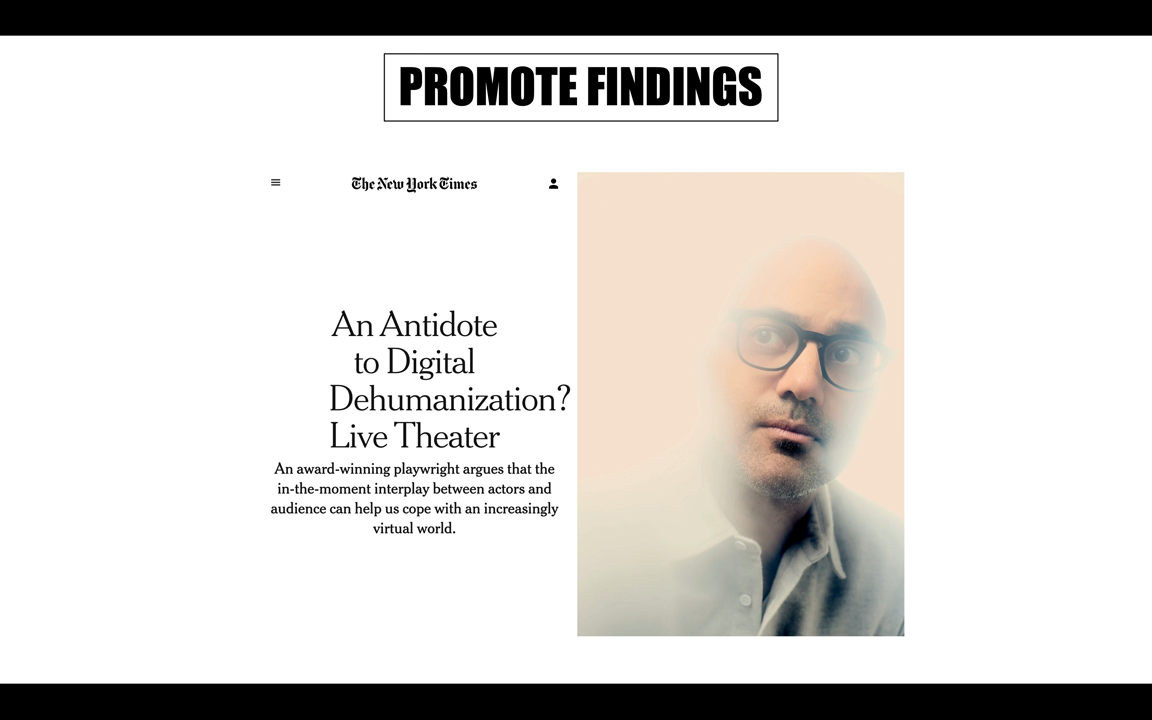 PROMOTE FINDINGS
The New York Times
An Antidote
to Digital
Dehumanization?
Live Theater
An award-winning playwright argues that the
in-the-moment interplay between actors and
audience can help us cope with an increasingly
virtual world.